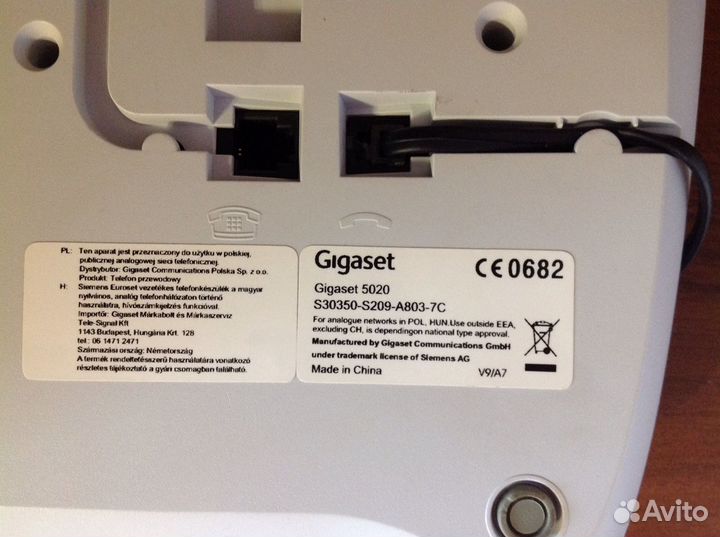 PL: Ten aparat jest przeznaczony do użytku w polskiej,
publicznej analogowej sieci telefonicznej.
Dystrybutor: Gigaset Communications Polska Sp. z o.o.
Produkt: Telefon przewodowy
H: Siemens Euroset vezetékes telefonkészülék a magyar
nyilvános, analóg telefonhálózaton történő
használatra, hívószámkijelzés funkcióval.
Importőr: Gigaset Márkabolt és Márkaszerviz
Tele-Signal Kft
1143 Budapest, Hungária Krt. 128
tel.: 06 1471 2471
Származási ország: Németország
A termék rendeltetésszerű használatára vonatkozó
részletes tájékoztató a gyári csomagban található.
Gigaset
CE0682
Gigaset 5020
S30350-S209-A803-7C
For analogue networks in POL, HUN.Use outside EEA,
excluding CH, is dependingon national type approval.
Manufactured by Gigaset Communications GmbH
under trademark license of Siemens AG
Made in China
V9/A7
Avito